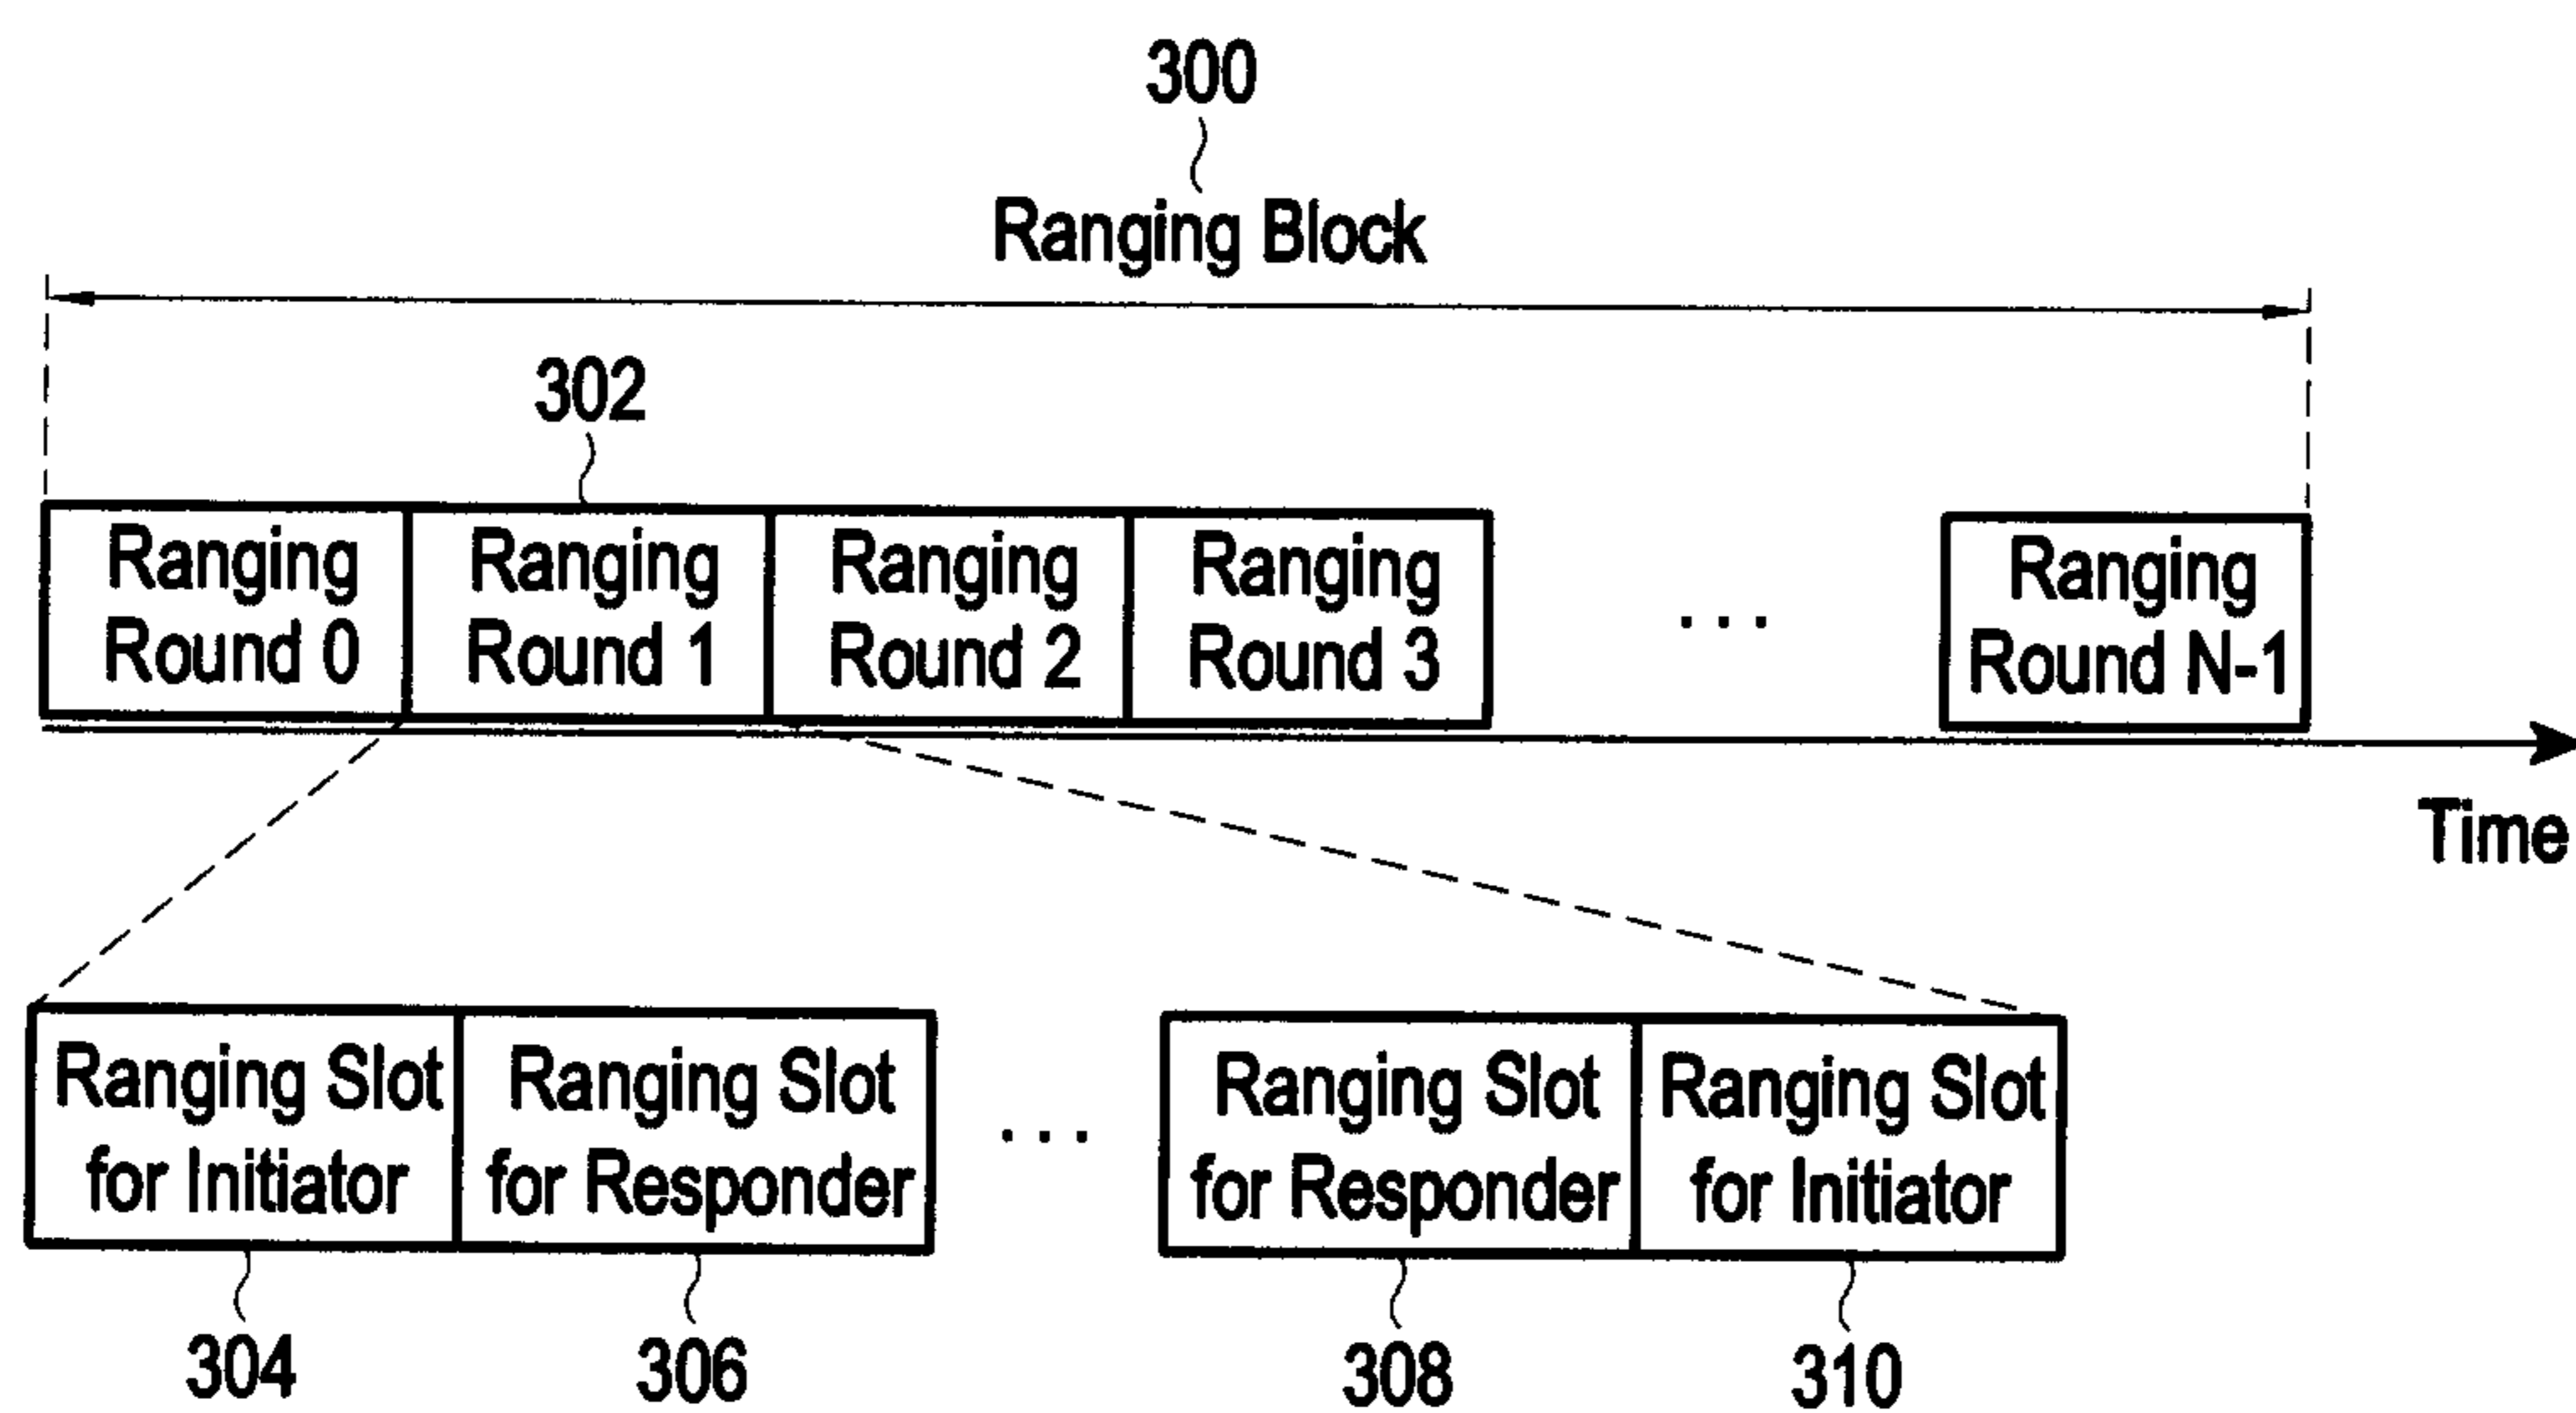 300
Ranging Block
302
Ranging
Round 0
Ranging
Round 1
Ranging
Round 2
Ranging
Round 3
...
Ranging
Round N-1
Time
Ranging Slot
for Initiator
Ranging Slot
for Responder
...
Ranging Slot
for Responder
Ranging Slot
for Initiator
304
306
308
310